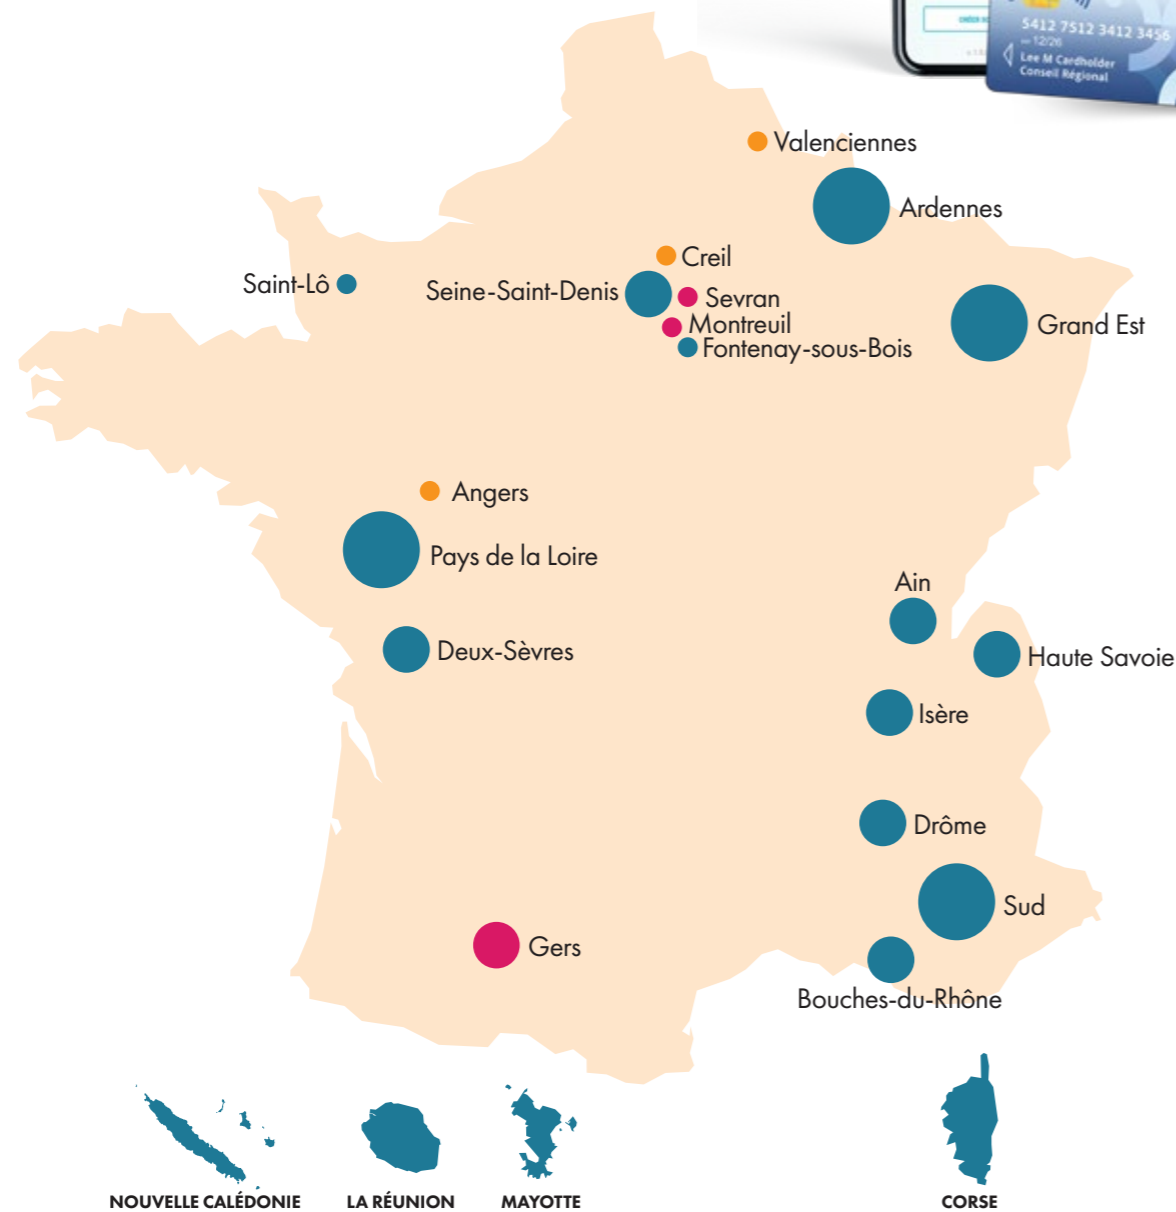 5412 7512 3412 3456
12/26
Lee M Cardholder
Conseil Régional
Valenciennes
Ardennes
Creil
Saint-Lô
Seine-Saint-Denis
Sevran
Montreuil
Grand Est
Fontenay-sous-Bois
Angers
Pays de la Loire
Ain
Deux-Sèvres
Haute Savoie
Isère
Drôme
Sud
Gers
Bouches-du-Rhône
NOUVELLE CALÉDONIE
LA RÉUNION
MAYOTTE
CORSE